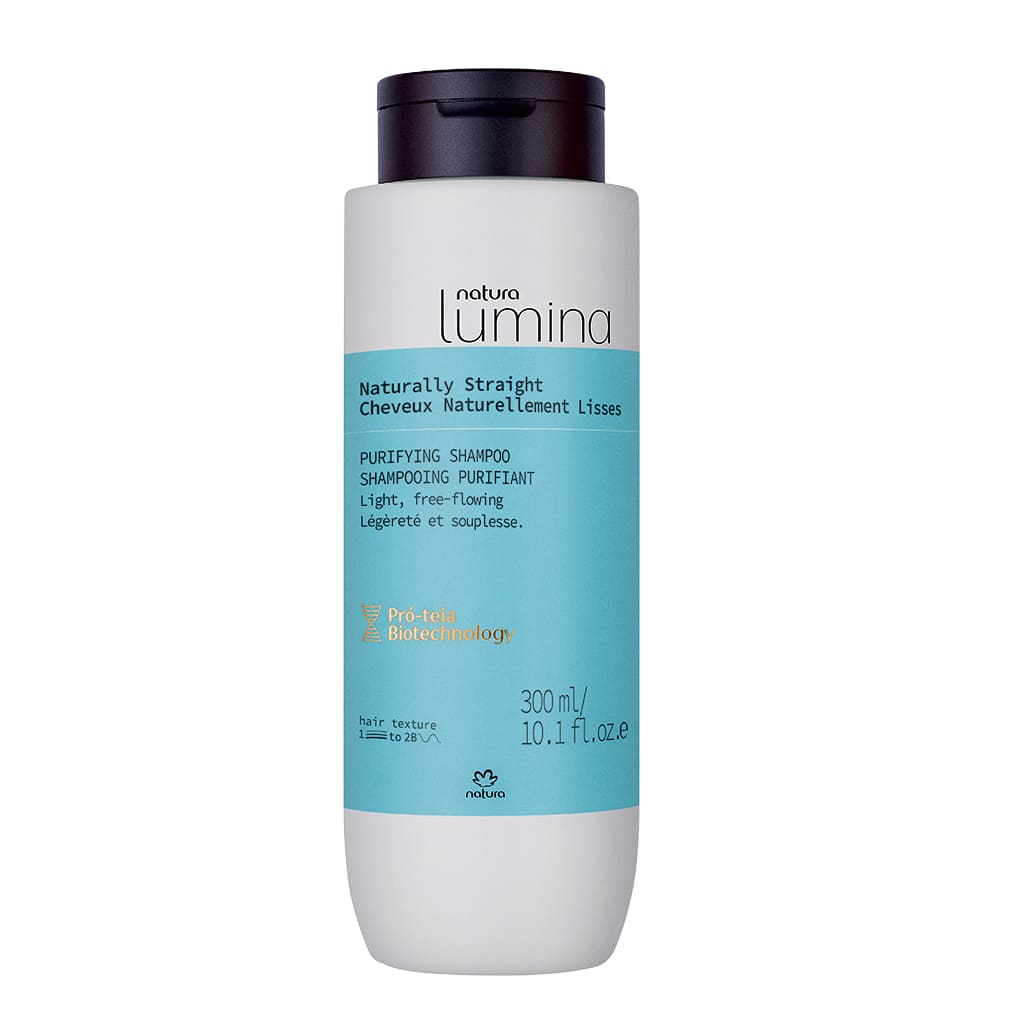 natura
lumina
Naturally Straight
Cheveux Naturellement Lisses
PURIFYING SHAMPOO
SHAMPOOING PURIFIANT
Light, free-flowing
Légèreté et souplesse.
Pró-teia
Biotechnology
300 ml/
10.1 fl.oz.e
hair texture
1 to 2B
natura